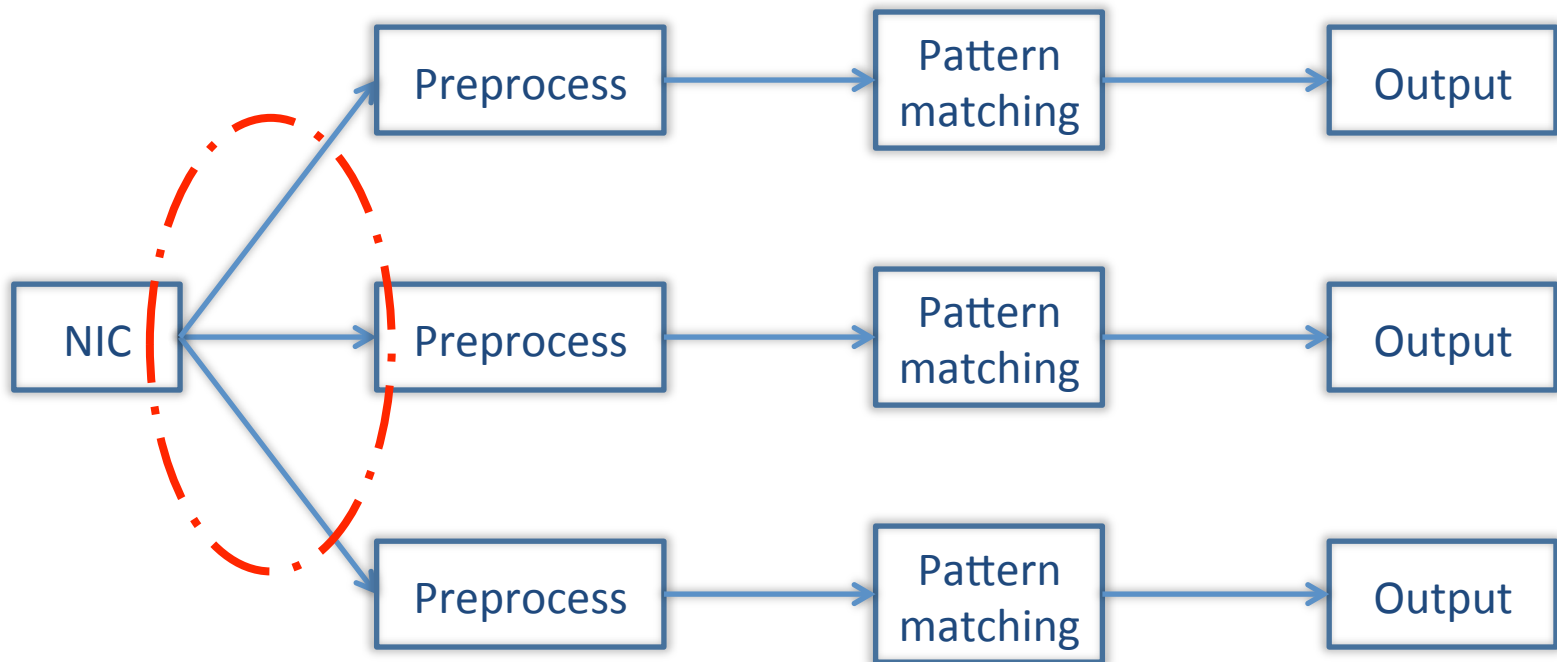 Preprocess
Pattern
matching
Output
NIC
Preprocess
Pattern
matching
Output
Preprocess
Pattern
matching
Output